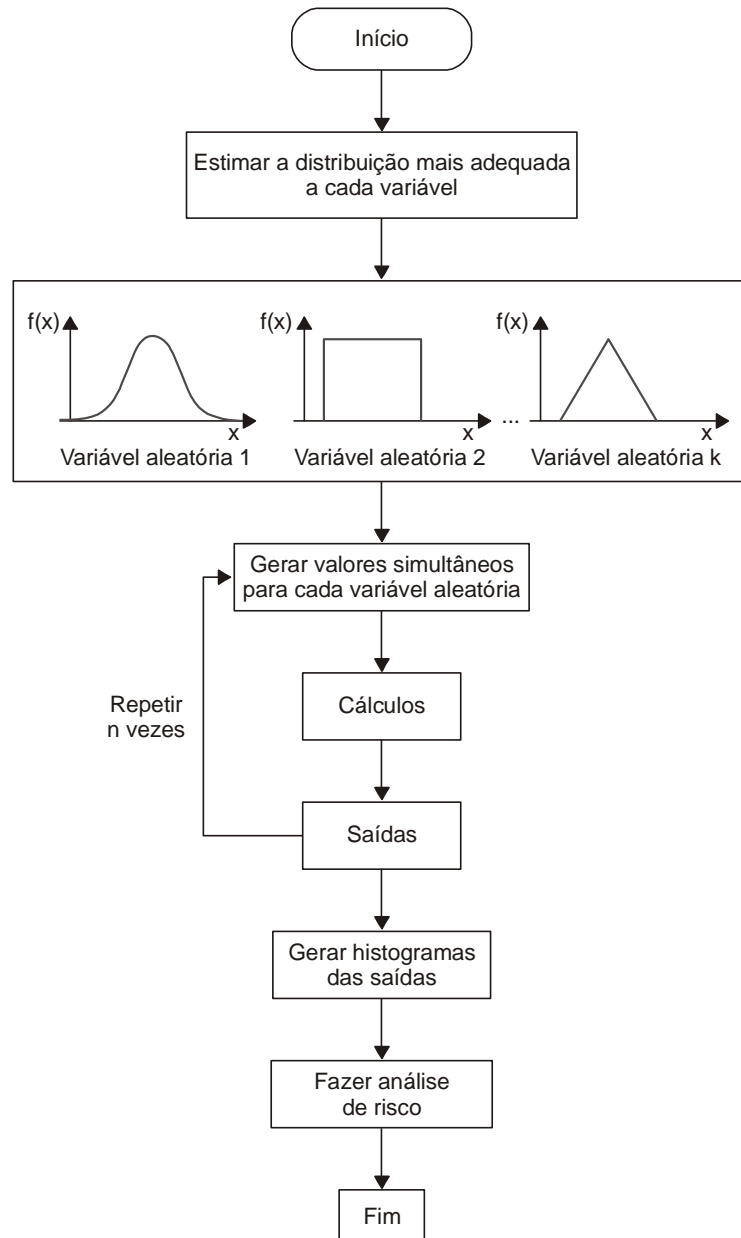 Início
Estimar a distribuição mais adequada
a cada variável
f(x)
x
Variável aleatória 1
f(x)
x
Variável aleatória 2
...
f(x)
x
Variável aleatória k
Gerar valores simultâneos
para cada variável aleatória
Repetir
n vezes
Cálculos
Saídas
Gerar histogramas
das saídas
Fazer análise
de risco
Fim